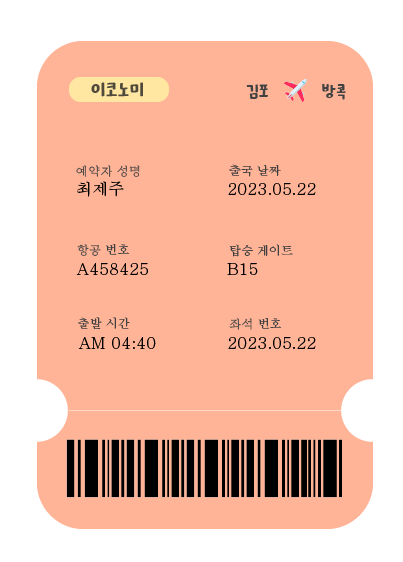 이코노미 김포 방콕
예약자 성명 출국 날짜
최제주 2023.05.22
항공 번호 탑승 게이트
A458425 B15
출발 시간 좌석 번호
AM 04:40 2023.05.22